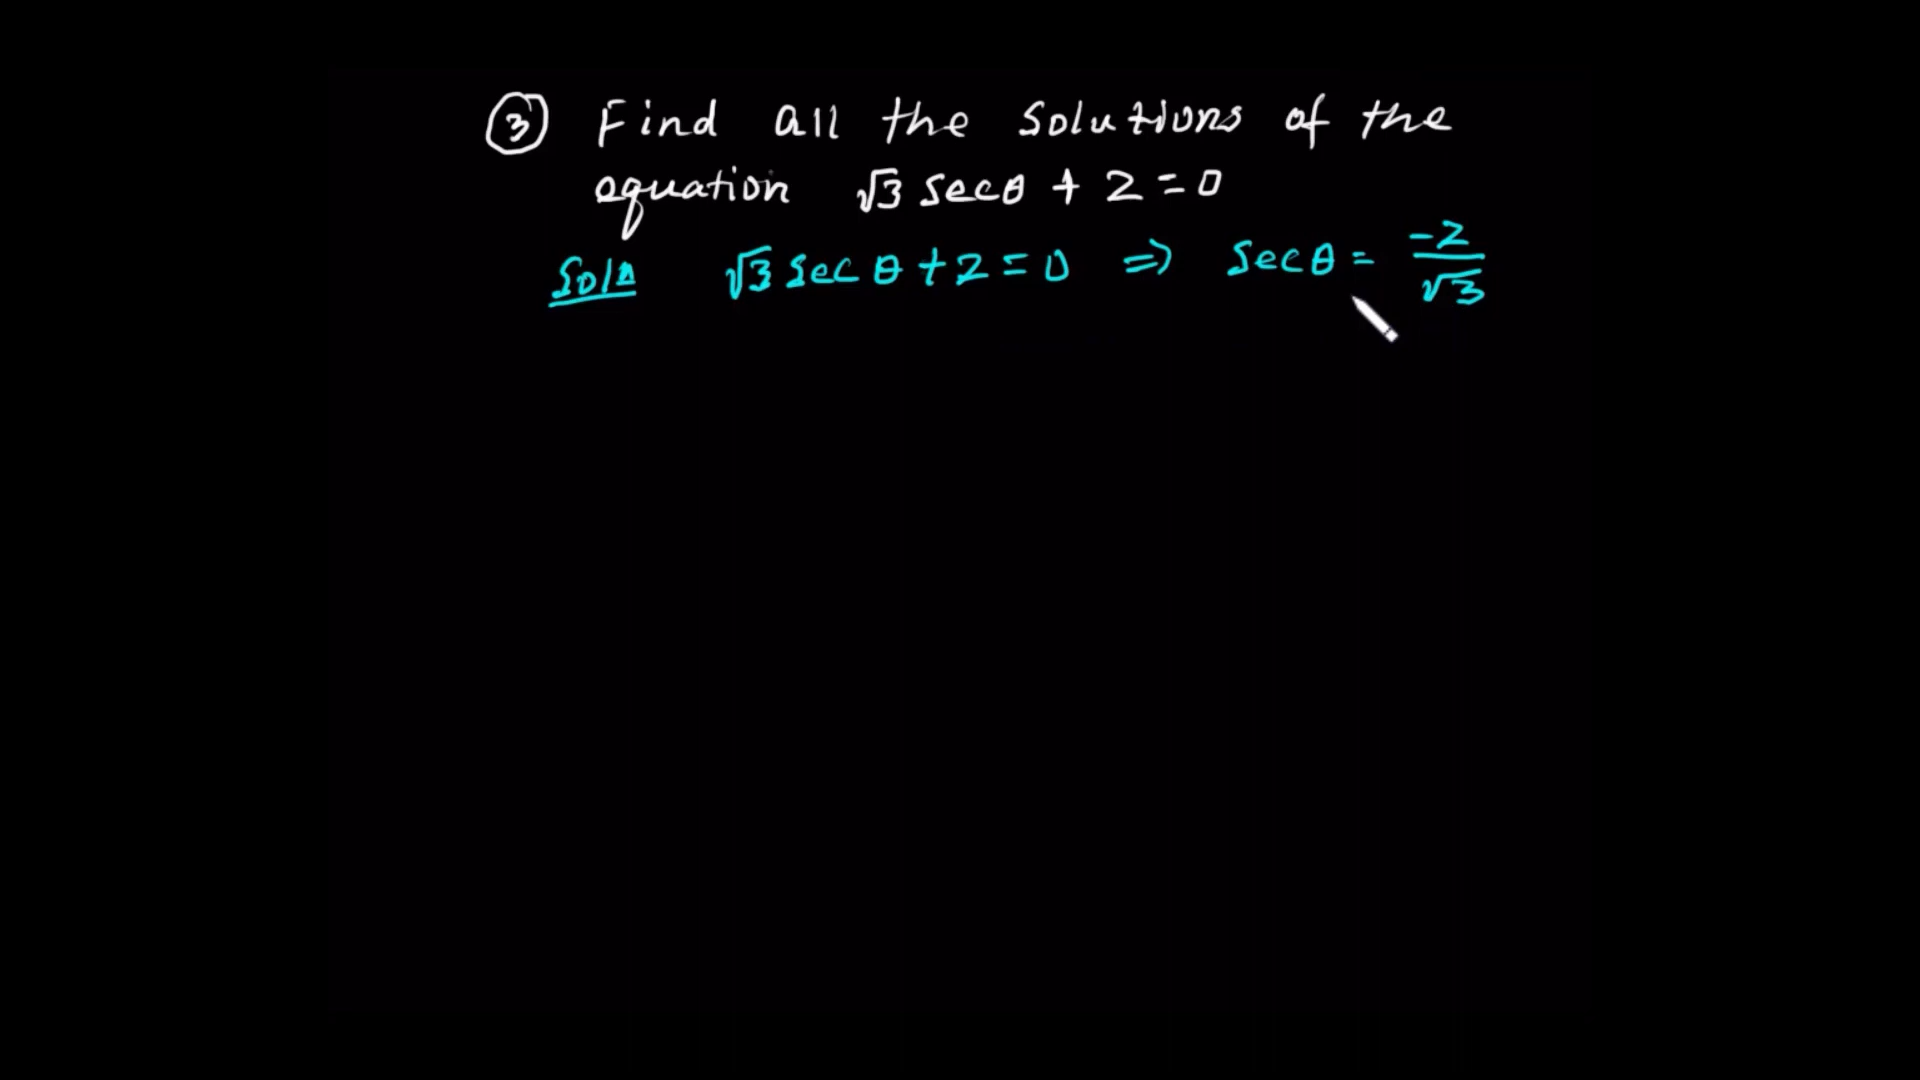 ③ Find all the solutions of the
equation √3 secθ + 2 = 0
Soln √3 sec θ + 2 = 0 ⇒ Secθ = -2/√3